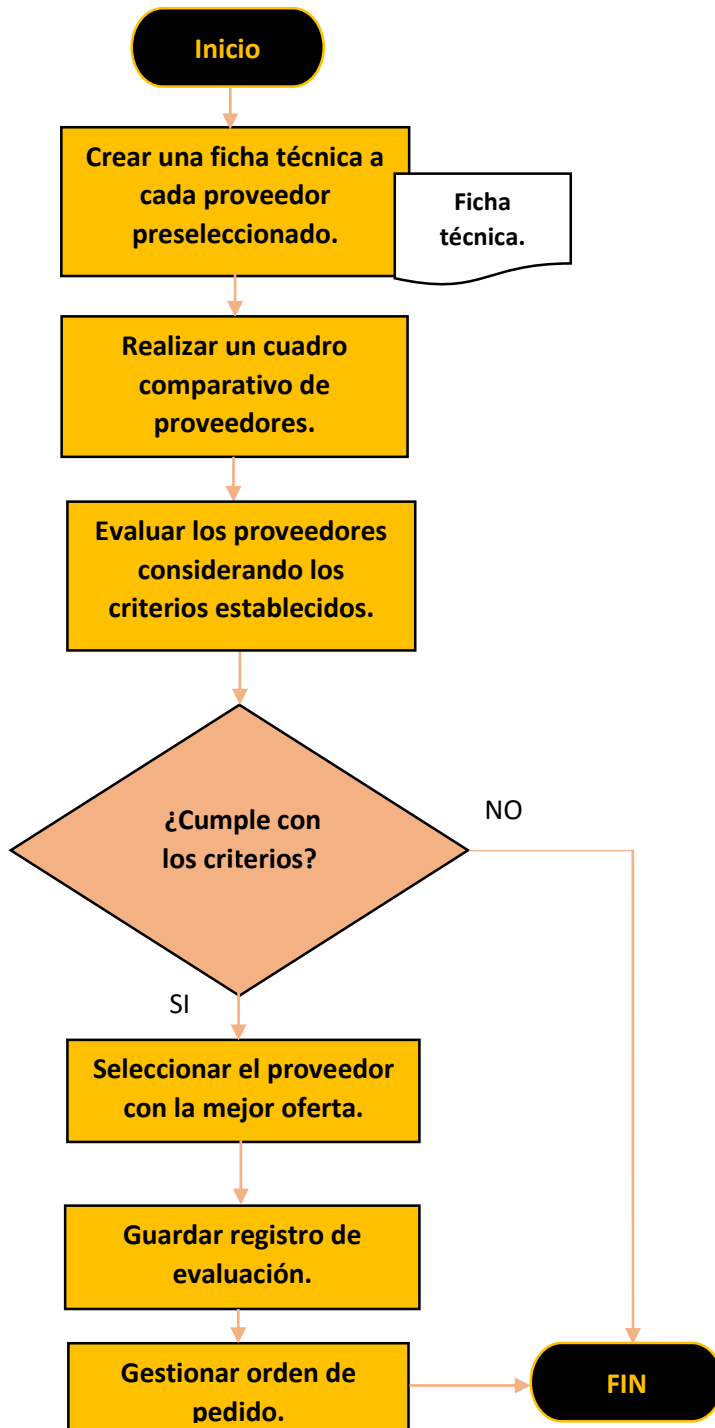 Inicio
Crear una ficha técnica a
cada proveedor
preseleccionado.
Ficha
técnica.
Realizar un cuadro
comparativo de
proveedores.
Evaluar los proveedores
considerando los
criterios establecidos.
¿Cumple con
los criterios?
NO
SI
Seleccionar el proveedor
con la mejor oferta.
Guardar registro de
evaluación.
Gestionar orden de
pedido.
FIN